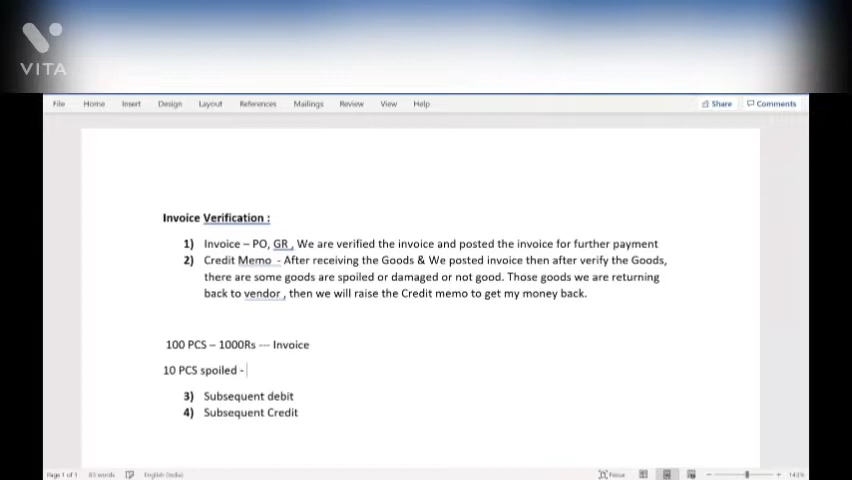 VITA
File Home Insert Design Layout References Mailings Review View Help Share Comments
Invoice Verification :
1) Invoice – PO, GR , We are verified the invoice and posted the invoice for further payment
2) Credit Memo - After receiving the Goods & We posted invoice then after verify the Goods,
there are some goods are spoiled or damaged or not good. Those goods we are returning
back to vendor , then we will raise the Credit memo to get my money back.
100 PCS – 1000Rs --- Invoice
10 PCS spoiled -
3) Subsequent debit
4) Subsequent Credit
Page 1 of 1 83 words English (India) Focus 143%